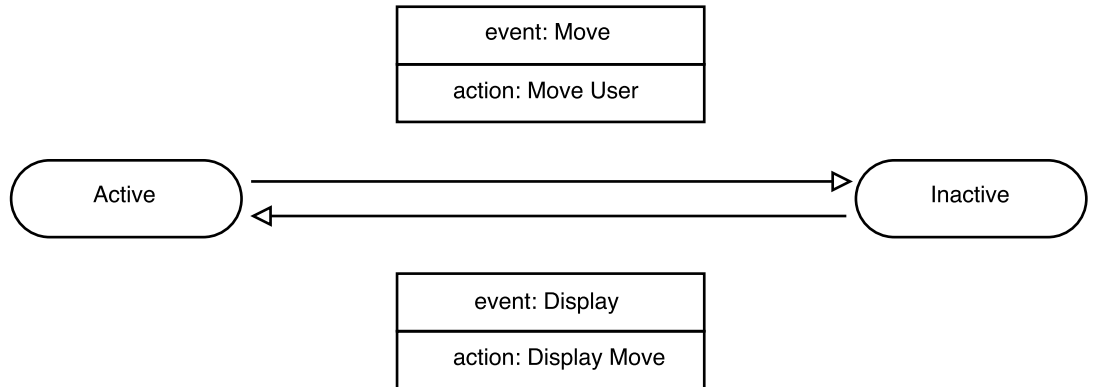 event: Move
action: Move User
Active
Inactive
event: Display
action: Display Move